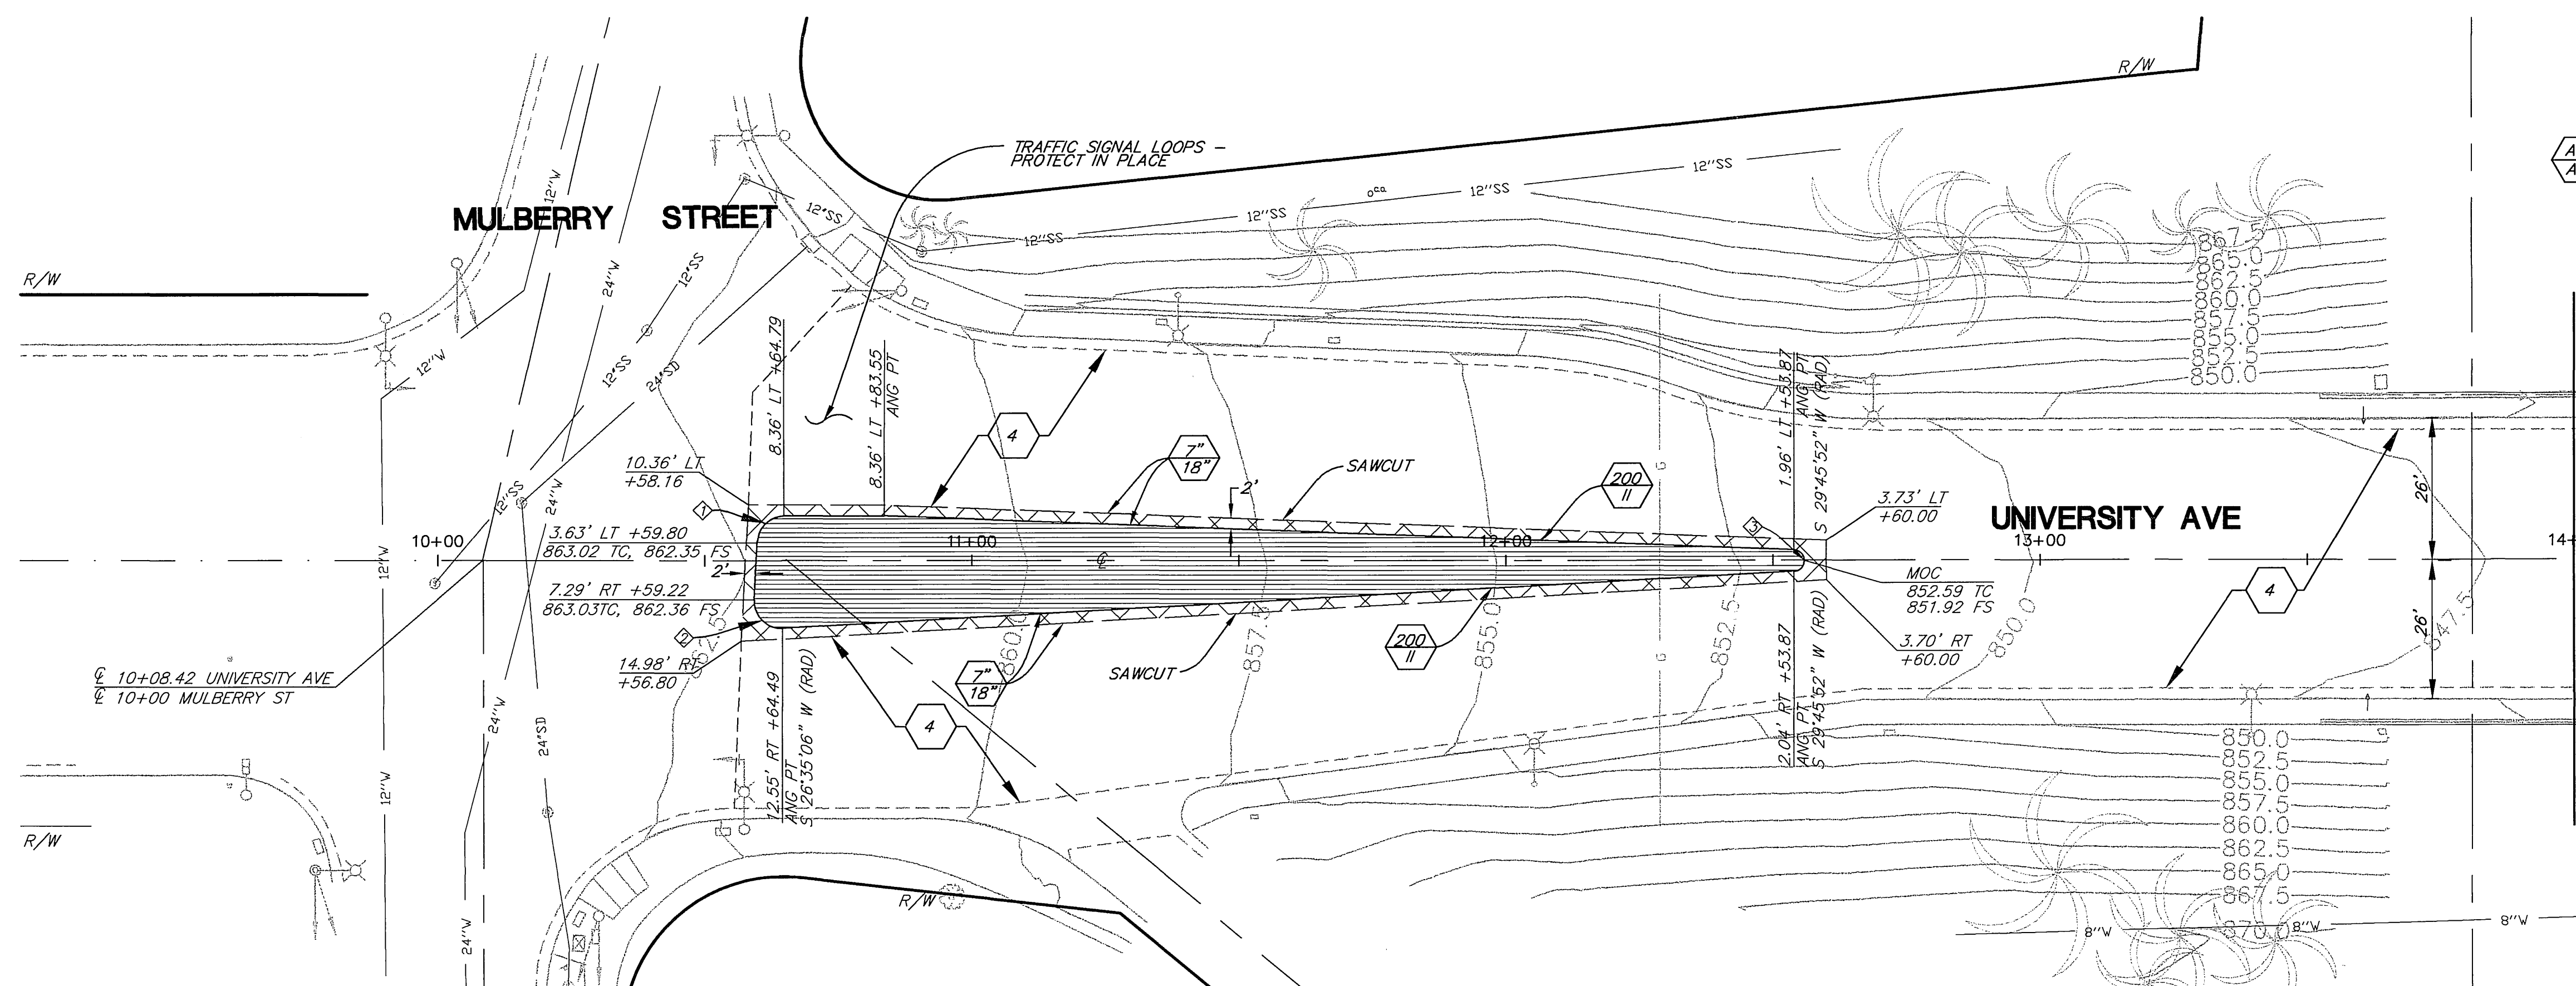 R/W
TRAFFIC SIGNAL LOOPS –
PROTECT IN PLACE
MULBERRY STREET
UNIVERSITY AVE
R/W
12"W
12"W
24"W
12"SS
12"SS
12"SS
24"SD
12"SS
12"SS
12"SS
12"SS
12"SS
867.5
865.0
862.5
860.0
857.5
855.0
852.5
850.0
8.36' LT +64.79
8.36' LT +83.55
ANG PT
1.96' LT +53.87
ANG PT
S 29°45'52" W (RAD)
4
7"
18"
SAWCUT
200
II
2'
10.36' LT
+58.16
1
3.63' LT +59.80
863.02 TC, 862.35 FS
2'
7.29' RT +59.22
863.03TC, 862.36 FS
2
14.98' RT
+56.80
10+00
11+00
12+00
13+00
14+
℄
3
3.73' LT
+60.00
MOC
852.59 TC
851.92 FS
3.70' RT
+60.00
26'
26'
4
℄ 10+08.42 UNIVERSITY AVE
℄ 10+00 MULBERRY ST
12"W
24"W
12"SS
24"W
24"SD
12"W
24"W
862.5
860.0
857.5
855.0
852.5
850.0
847.5
G
G
7"
18"
SAWCUT
200
II
4
12.55' RT +64.49
ANG PT
S 26°35'06" W (RAD)
2.04' RT +53.87
ANG PT
S 29°45'52" W (RAD)
850.0
852.5
855.0
857.5
860.0
862.5
865.0
867.5
870.0
R/W
R/W
8"W
8"W
8"W